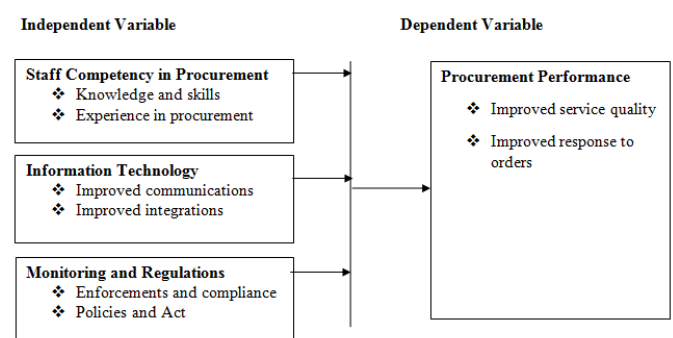 Independent Variable
Dependent Variable
Staff Competency in Procurement
❖ Knowledge and skills
❖ Experience in procurement
Information Technology
❖ Improved communications
❖ Improved integrations
Monitoring and Regulations
❖ Enforcements and compliance
❖ Policies and Act
Procurement Performance
❖ Improved service quality
❖ Improved response to
orders